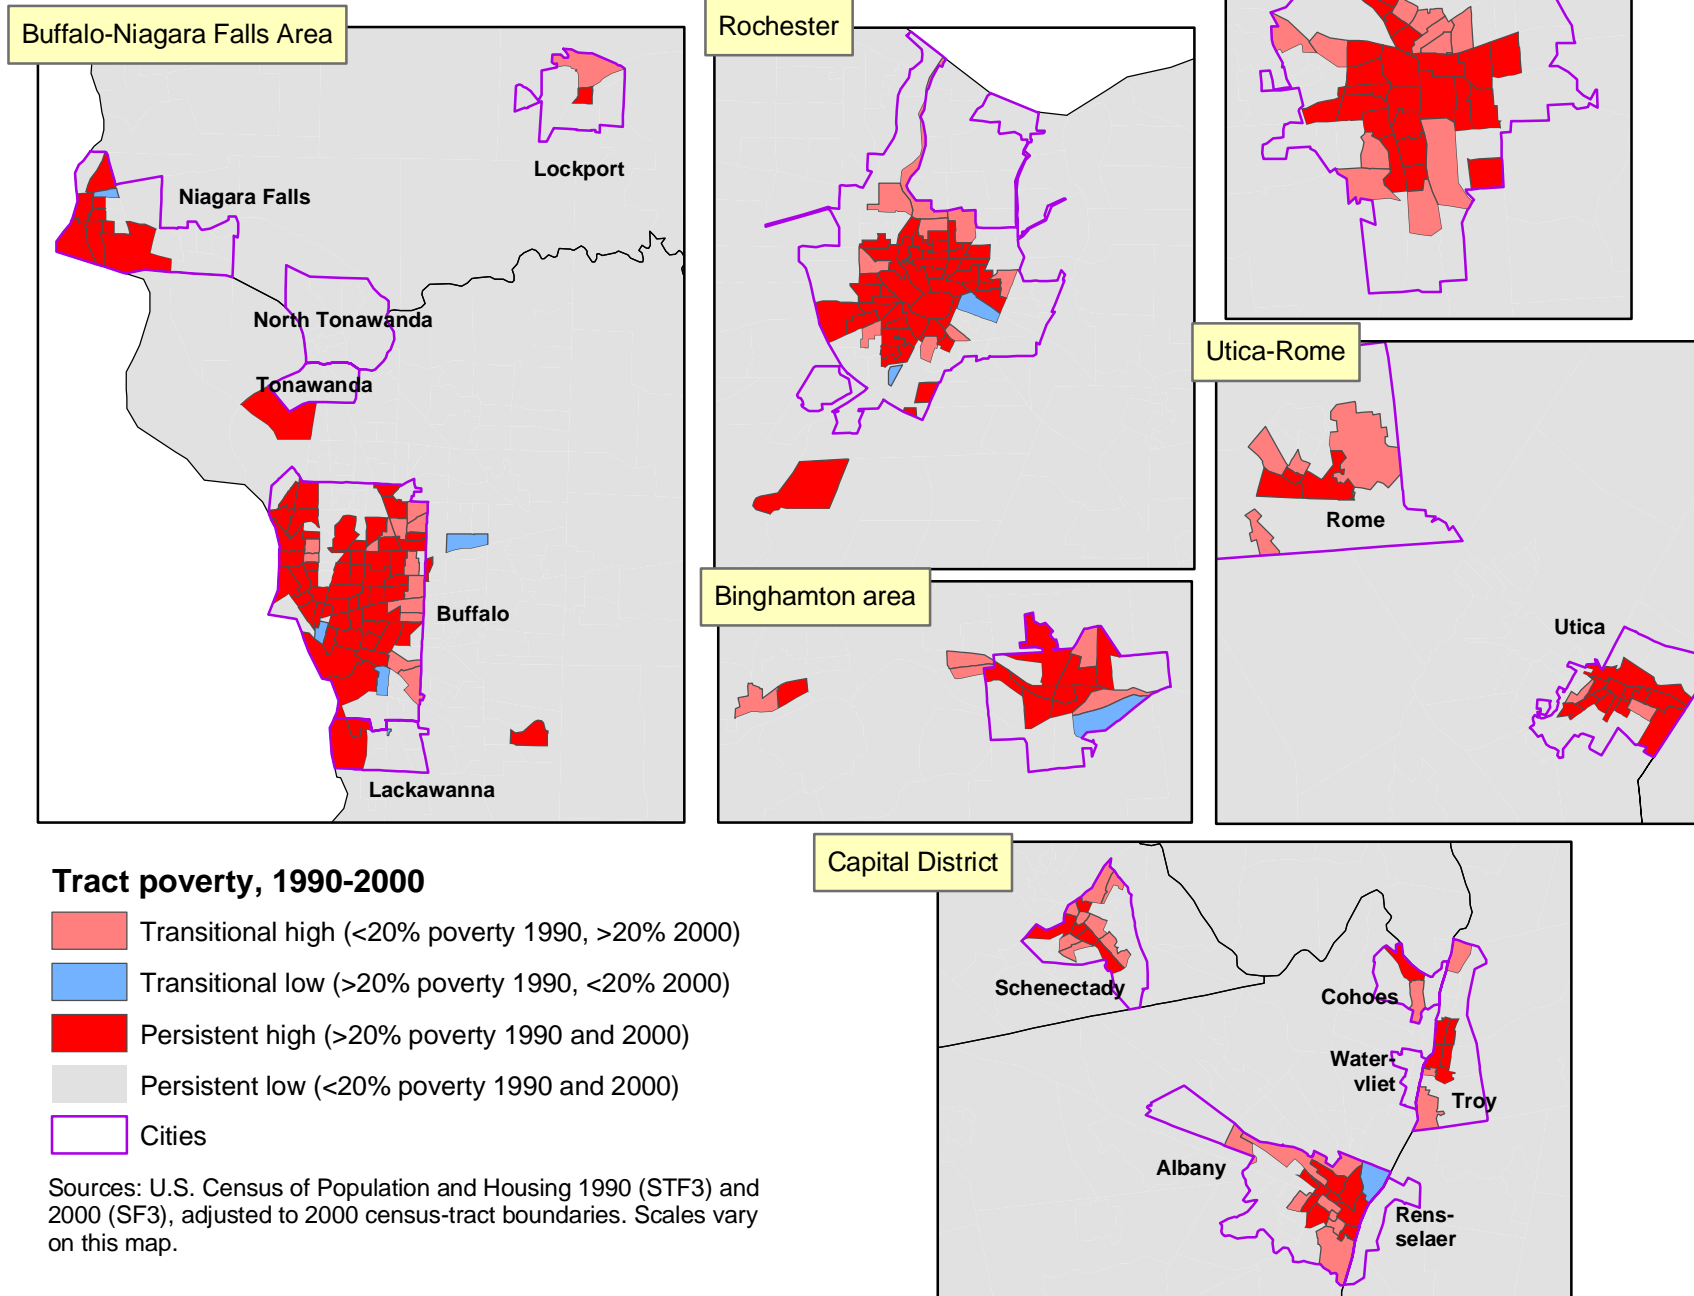 Buffalo-Niagara Falls Area
Lockport
Niagara Falls
North Tonawanda
Tonawanda
Buffalo
Lackawanna
Rochester
Binghamton area
Utica-Rome
Rome
Utica
Capital District
Schenectady
Cohoes
Water-
vliet
Troy
Albany
Rens-
selaer
Tract poverty, 1990-2000
Transitional high (<20% poverty 1990, >20% 2000)
Transitional low (>20% poverty 1990, <20% 2000)
Persistent high (>20% poverty 1990 and 2000)
Persistent low (<20% poverty 1990 and 2000)
Cities
Sources: U.S. Census of Population and Housing 1990 (STF3) and
2000 (SF3), adjusted to 2000 census-tract boundaries. Scales vary
on this map.